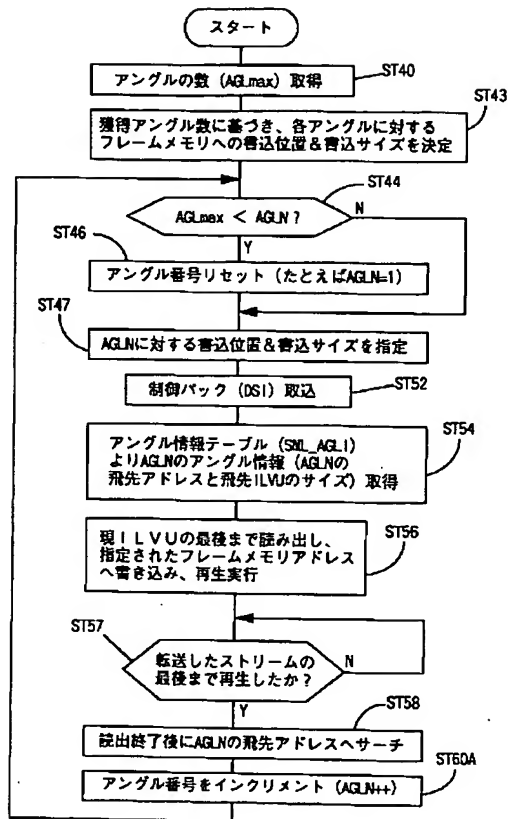 スタート
アングルの数 (AGLmax) 取得
ST40
獲得アングル数に基づき、各アングルに対する
フレームメモリへの書込位置&書込サイズを決定
ST43
AGLmax < AGLN ?
ST44
N
Y
ST46
アングル番号リセット (たとえばAGLN=1)
ST47
AGLNに対する書込位置&書込サイズを指定
制御パック (DSI) 取込
ST52
アングル情報テーブル (SML_AGLI)
よりAGLNのアングル情報 (AGLNの
飛先アドレスと飛先ILVUのサイズ) 取得
ST54
現ILVUの最後まで読み出し、
指定されたフレームメモリアドレス
へ書き込み、再生実行
ST56
ST57
転送したストリームの
最後まで再生したか?
N
Y
ST58
読出終了後にAGLNの飛先アドレスへサーチ
アングル番号をインクリメント (AGLN++)
ST60A